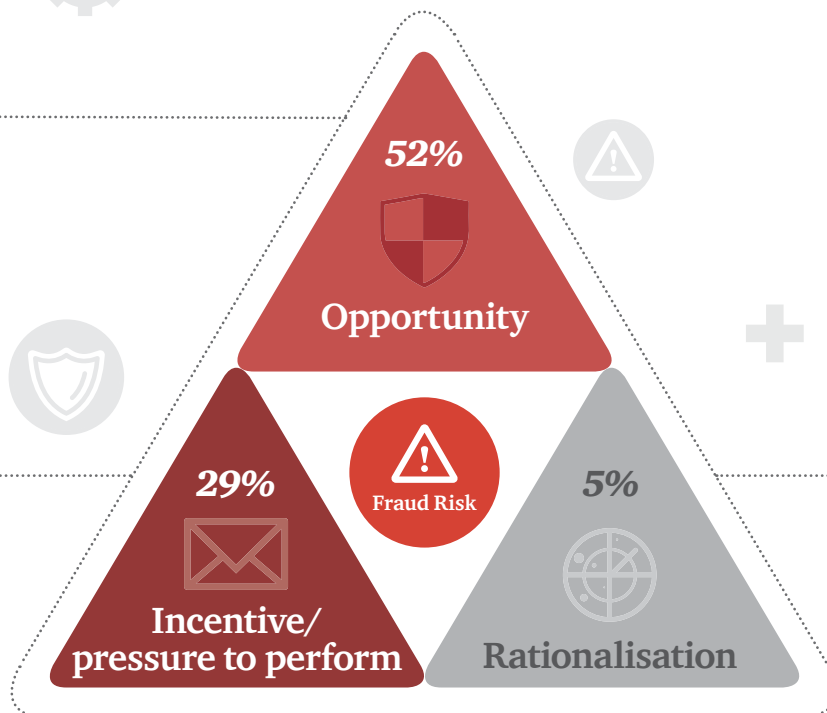 52%
Opportunity
29%
Incentive/
pressure to perform
Fraud Risk
5%
Rationalisation